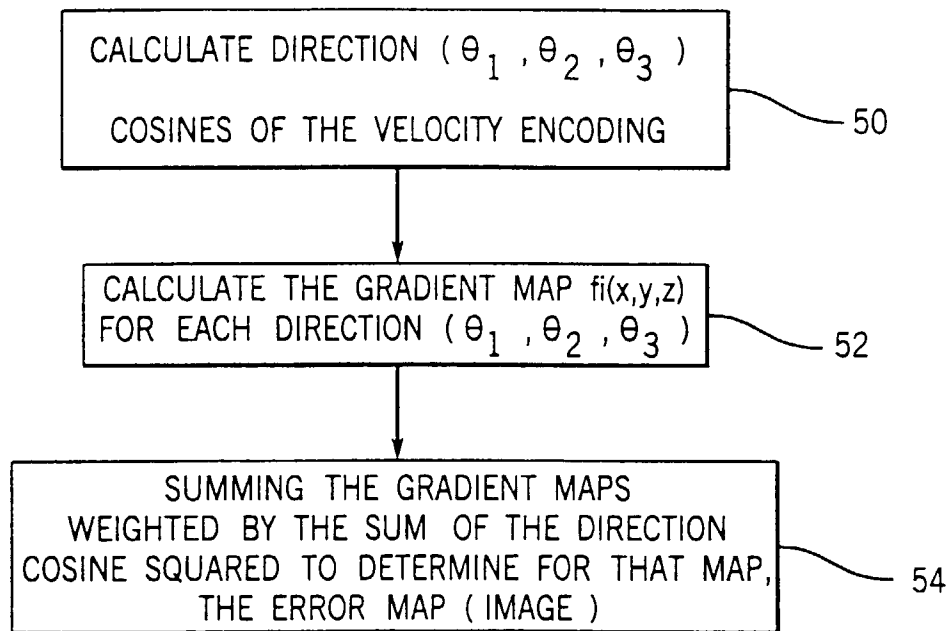 CALCULATE DIRECTION (θ1, θ2, θ3)
COSINES OF THE VELOCITY ENCODING
50
CALCULATE THE GRADIENT MAP fi(x,y,z)
FOR EACH DIRECTION (θ1, θ2, θ3)
52
SUMMING THE GRADIENT MAPS
WEIGHTED BY THE SUM OF THE DIRECTION
COSINE SQUARED TO DETERMINE FOR THAT MAP,
THE ERROR MAP (IMAGE)
54